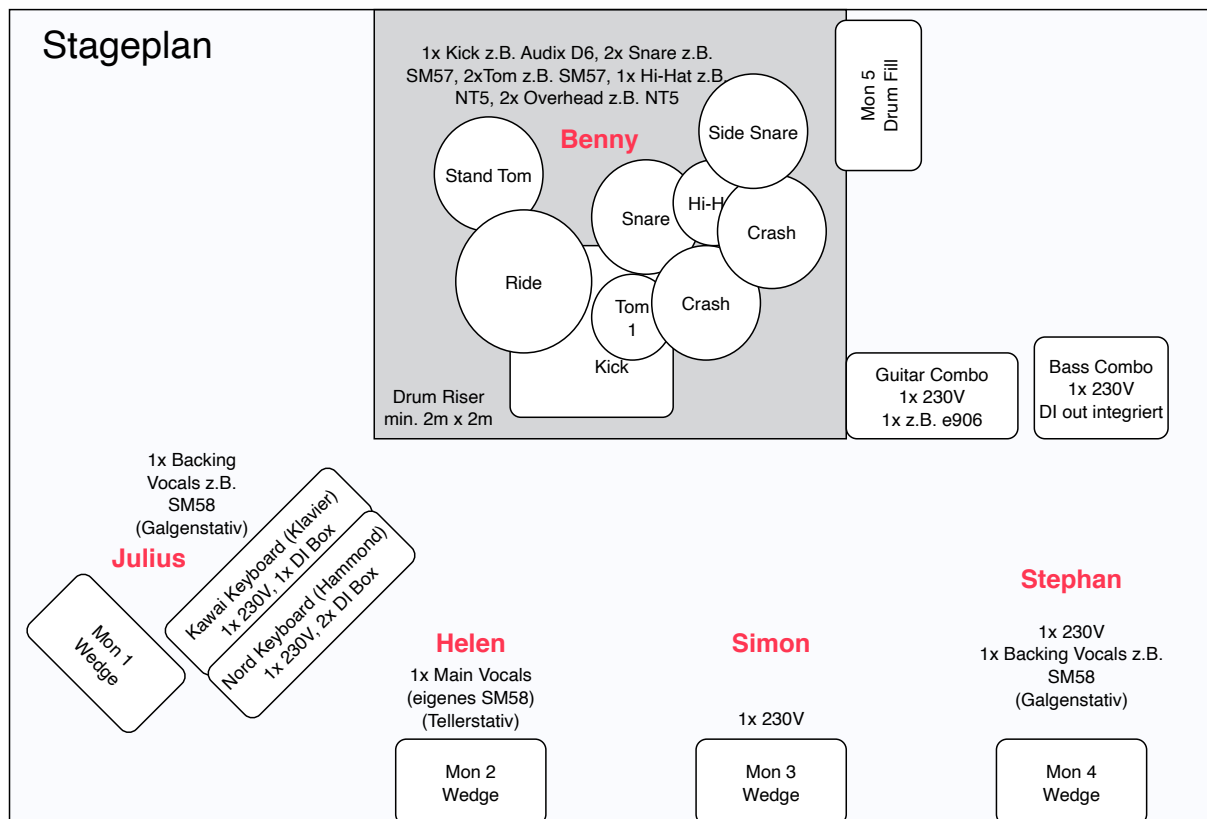 Stageplan
1x Kick z.B. Audix D6, 2x Snare z.B.
SM57, 2xTom z.B. SM57, 1x Hi-Hat z.B.
NT5, 2x Overhead z.B. NT5
Benny
Mon 5
Drum Fill
Side Snare
Stand Tom
Snare
Hi-H
Crash
Ride
Tom
1
Crash
Kick
Drum Riser
min. 2m x 2m
Guitar Combo
1x 230V
1x z.B. e906
Bass Combo
1x 230V
DI out integriert
1x Backing
Vocals z.B.
SM58
(Galgenstativ)
Julius
Mon 1
Wedge
Kawai Keyboard (Klavier)
1x 230V, 1x DI Box
Nord Keyboard (Hammond)
1x 230V, 2x DI Box
Helen
1x Main Vocals
(eigenes SM58)
(Tellerstativ)
Mon 2
Wedge
Simon
1x 230V
Mon 3
Wedge
Stephan
1x 230V
1x Backing Vocals z.B.
SM58
(Galgenstativ)
Mon 4
Wedge